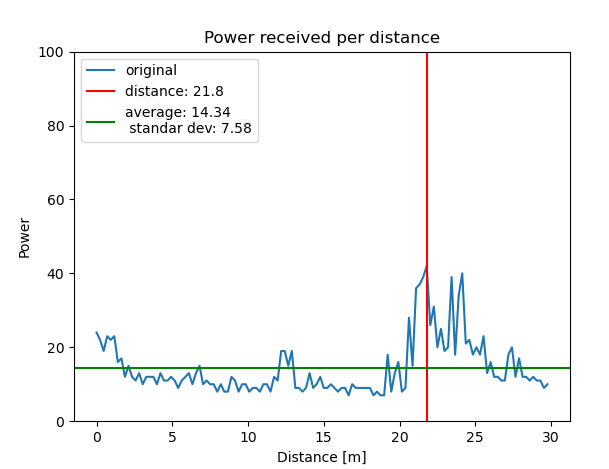 Power received per distance
100
80
60
40
20
0
Power
original
distance: 21.8
average: 14.34
standar dev: 7.58
0 5 10 15 20 25 30
Distance [m]